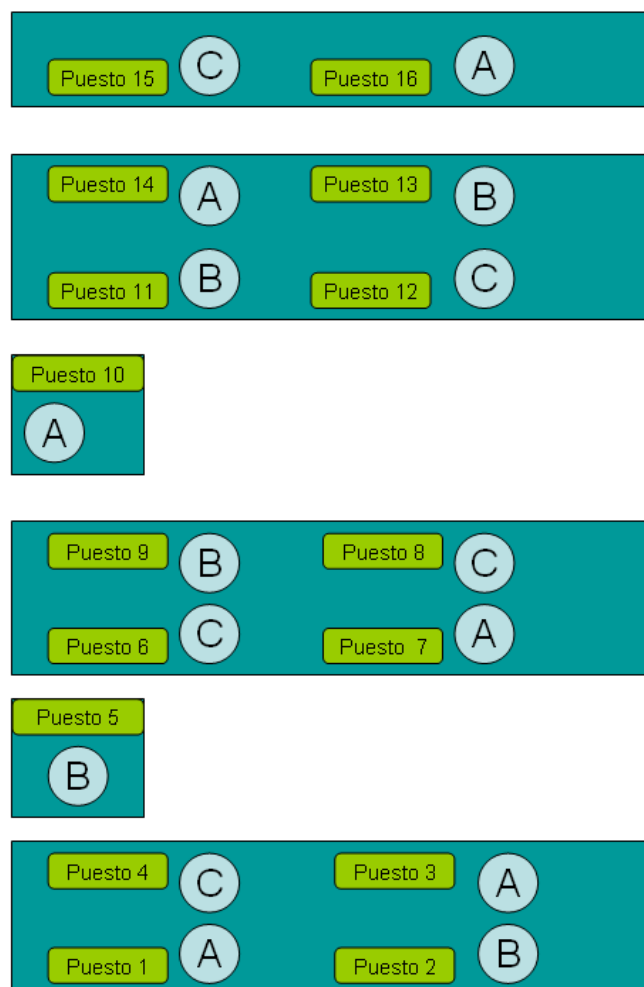 Puesto 15 C Puesto 16 A
Puesto 14 A Puesto 13 B
Puesto 11 B Puesto 12 C
Puesto 10
A
Puesto 9 B Puesto 8 C
Puesto 6 C Puesto 7 A
Puesto 5
B
Puesto 4 C Puesto 3 A
Puesto 1 A Puesto 2 B